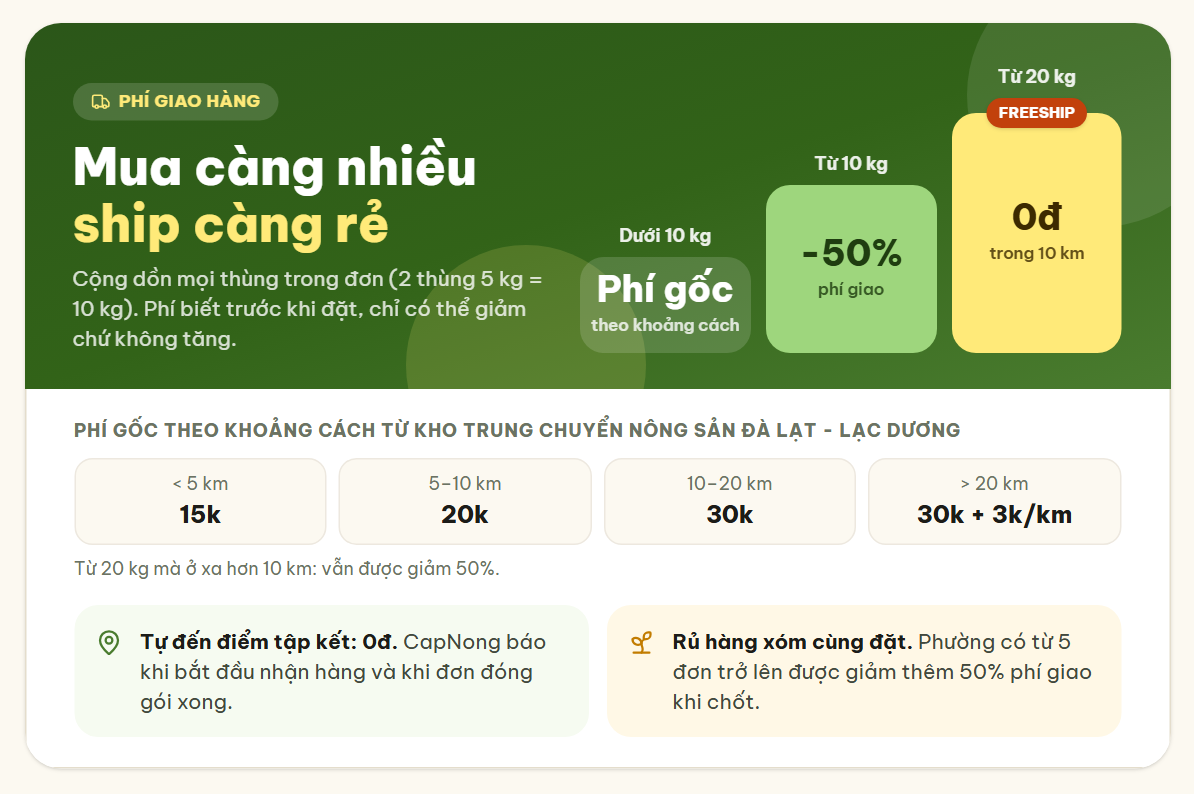 PHÍ GIAO HÀNG
Mua càng nhiều
ship càng rẻ
Cộng dồn mọi thùng trong đơn (2 thùng 5 kg =
10 kg). Phí biết trước khi đặt, chỉ có thể giảm
chứ không tăng.
Dưới 10 kg
Phí gốc
theo khoảng cách
Từ 10 kg
-50%
phí giao
Từ 20 kg
FREESHIP
0đ
trong 10 km
PHÍ GỐC THEO KHOẢNG CÁCH TỪ KHO TRUNG CHUYỂN NÔNG SẢN ĐÀ LẠT - LẠC DƯƠNG
< 5 km
15k
5–10 km
20k
10–20 km
30k
> 20 km
30k + 3k/km
Từ 20 kg mà ở xa hơn 10 km: vẫn được giảm 50%.
Tự đến điểm tập kết: 0đ. CapNong báo
khi bắt đầu nhận hàng và khi đơn đóng
gói xong.
Rủ hàng xóm cùng đặt. Phường có từ 5
đơn trở lên được giảm thêm 50% phí giao
khi chốt.